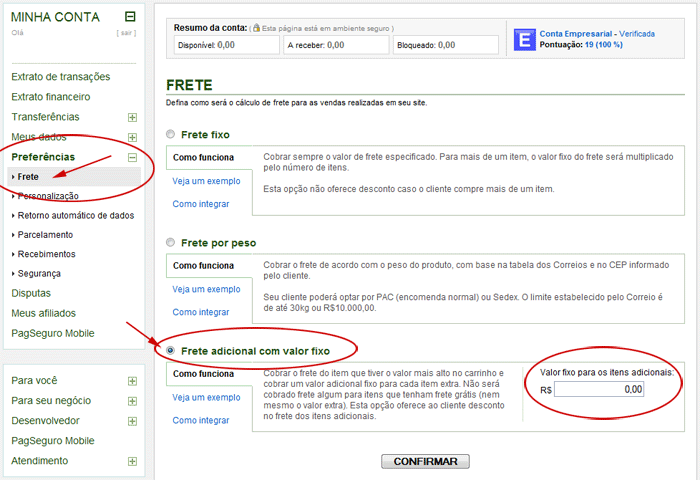 MINHA CONTA
Olá
[ sair ]
Extrato de transações
Extrato financeiro
Transferências
Meus dados
Preferências
Frete
Personalização
Retorno automático de dados
Parcelamento
Recebimentos
Segurança
Disputas
Meus afiliados
PagSeguro Mobile
Para você
Para seu negócio
Desenvolvedor
PagSeguro Mobile
Atendimento
Resumo da conta: ( Esta página está em ambiente seguro )
Disponível: 0,00
A receber: 0,00
Bloqueado: 0,00
E
Conta Empresarial - Verificada
Pontuação: 19 (100 %)
FRETE
Defina como será o cálculo de frete para as vendas realizadas em seu site.
Frete fixo
Como funciona
Veja um exemplo
Como integrar
Cobrar sempre o valor de frete especificado. Para mais de um item, o valor fixo do frete será multiplicado
pelo número de itens.
Esta opção não oferece desconto caso o cliente compre mais de um item.
Frete por peso
Como funciona
Veja um exemplo
Como integrar
Cobrar o frete de acordo com o peso do produto, com base na tabela dos Correios e no CEP informado
pelo cliente.
Seu cliente poderá optar por PAC (encomenda normal) ou Sedex. O limite estabelecido pelo Correio é
de até 30kg ou R$10.000,00.
Frete adicional com valor fixo
Como funciona
Veja um exemplo
Como integrar
Cobrar o frete do item que tiver o valor mais alto no carrinho e
cobrar um valor adicional fixo para cada item extra. Não será
cobrado frete algum para itens que tenham frete grátis (nem
mesmo o valor extra). Esta opção oferece ao cliente desconto
no frete dos itens adicionais.
Valor fixo para os itens adicionais:
R$ 0,00
CONFIRMAR